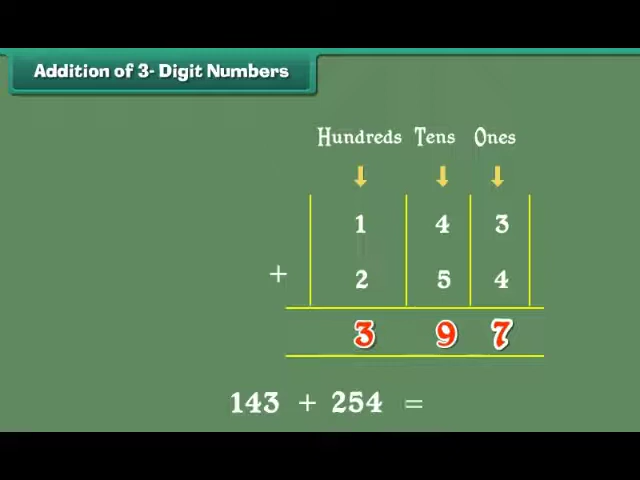 Addition of 3- Digit Numbers
Hundreds Tens Ones
1 4 3
+ 2 5 4
3 9 7
143 + 254 =